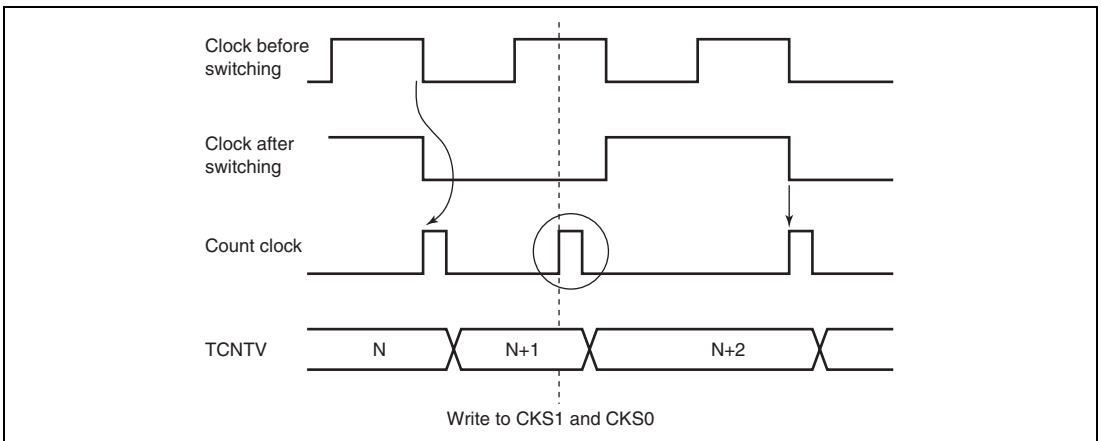 Clock before
switching
Clock after
switching
Count clock
TCNTV
N
N+1
N+2
Write to CKS1 and CKS0